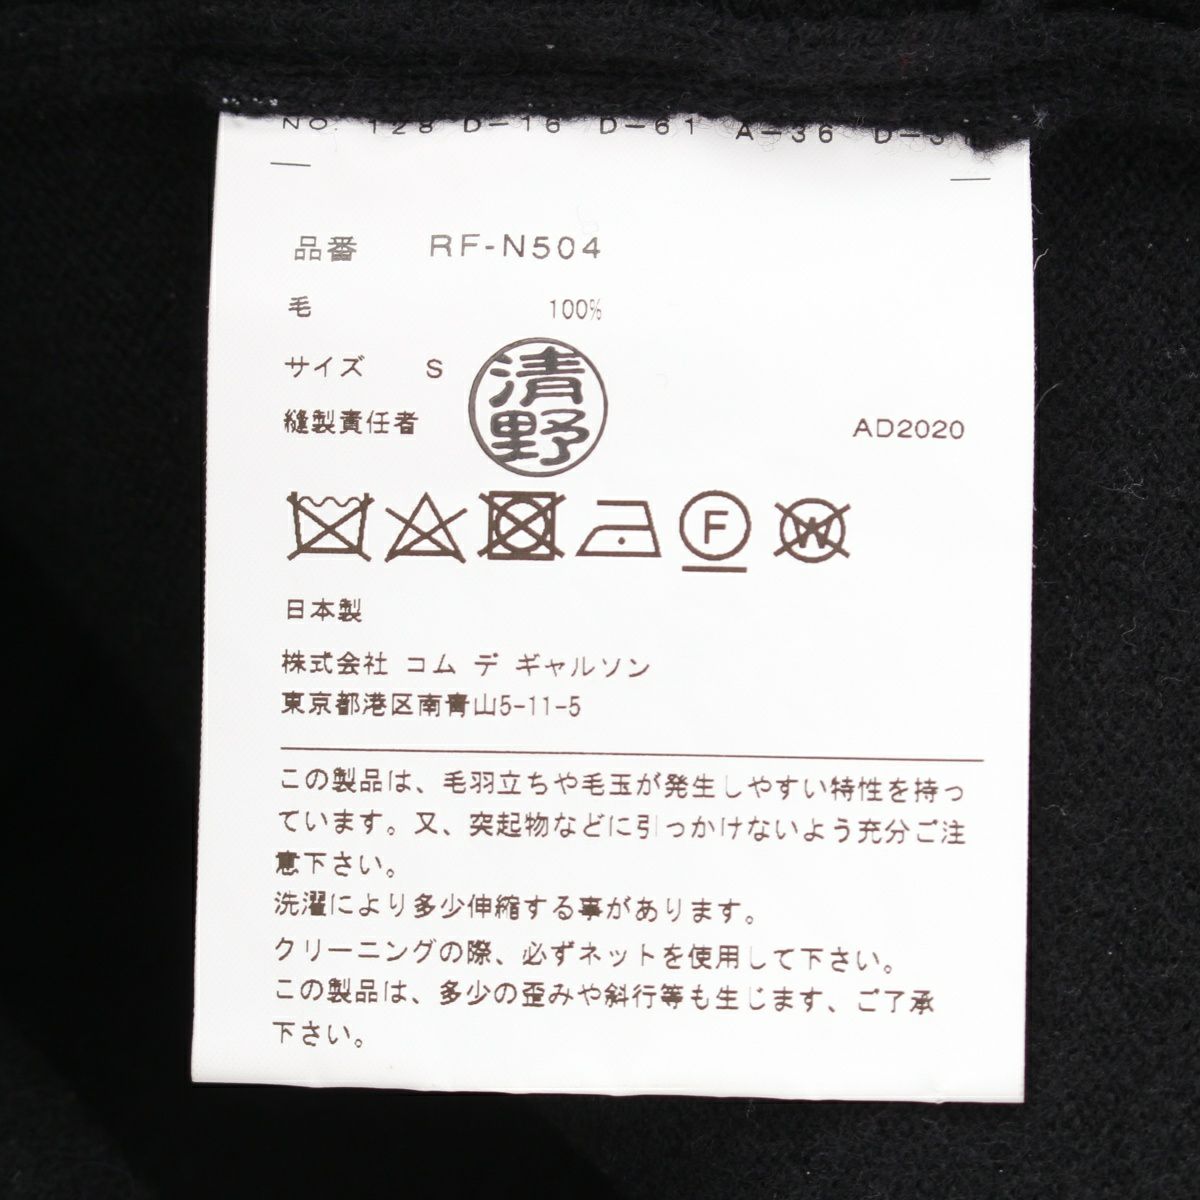 NO. 128 D-16 D-61 A-36
品番 RF-N504
毛 100%
サイズ S
清野
縫製責任者
AD2020
F W
日本製
株式会社 コム デ ギャルソン
東京都港区南青山5-11-5
この製品は、毛羽立ちや毛玉が発生しやすい特性を持っ
ています。又、突起物などに引っかけないよう充分ご注
意下さい。
洗濯により多少伸縮する事があります。
クリーニングの際、必ずネットを使用して下さい。
この製品は、多少の歪みや斜行等も生じます、ご了承
下さい。